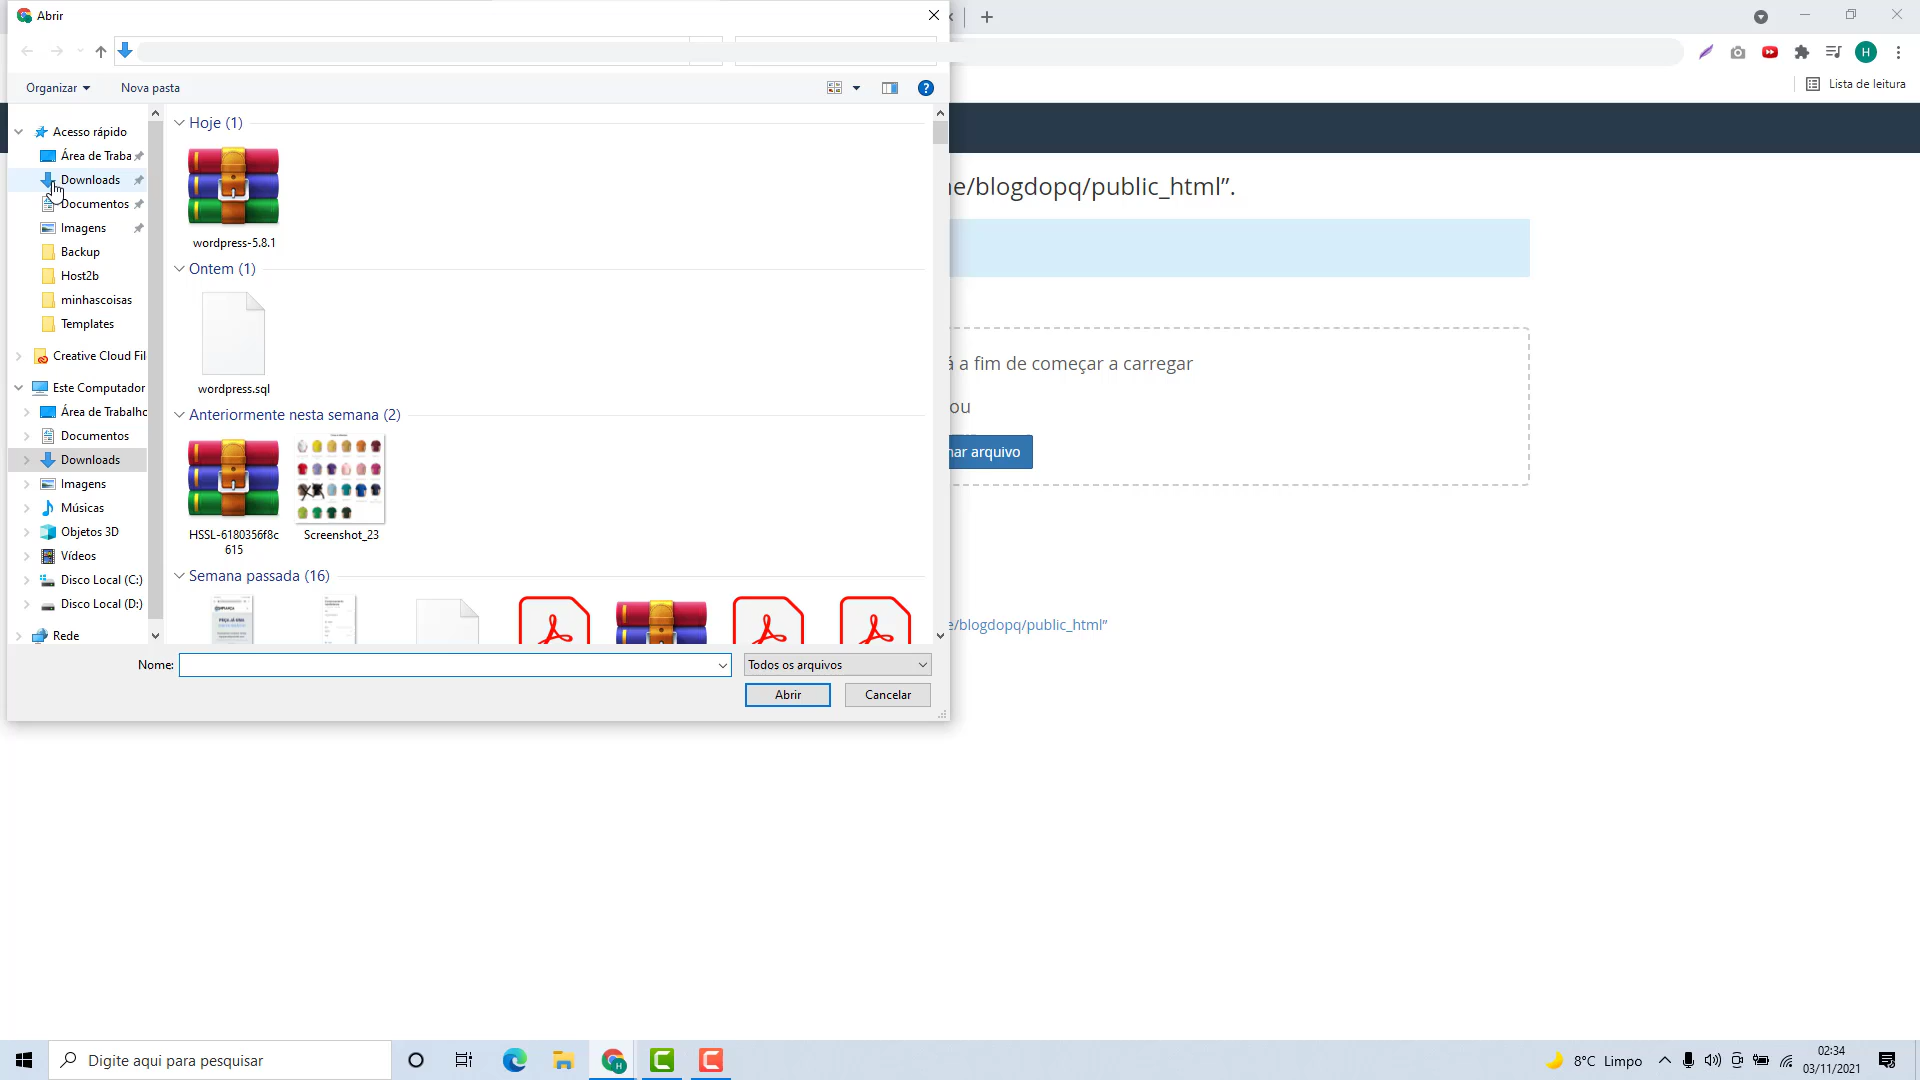 Abrir
Organizar
Nova pasta
Lista de leitura
H
Acesso rápido
Área de Traba
Downloads
Documentos
Imagens
Backup
Host2b
minhascoisas
Templates
Creative Cloud Fil
Este Computador
Área de Trabalho
Documentos
Downloads
Imagens
Músicas
Objetos 3D
Vídeos
Disco Local (C:)
Disco Local (D:)
Rede
Hoje (1)
wordpress-5.8.1
Ontem (1)
wordpress.sql
Anteriormente nesta semana (2)
HSSL-6180356f8c
615
Screenshot_23
Semana passada (16)
Nome:
Todos os arquivos
Abrir
Cancelar
e/blogdopq/public_html”.
a fim de começar a carregar
ou
nar arquivo
e/blogdopq/public_html”
Digite aqui para pesquisar
8°C Limpo
02:34
03/11/2021